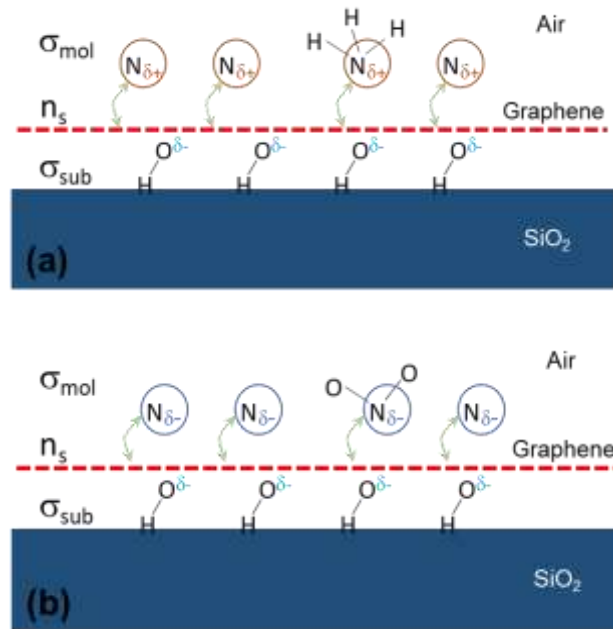 H
H H Air
σmol Nδ+ Nδ+ Nδ+ Nδ+
ns Graphene
Oδ- Oδ- Oδ- Oδ-
σsub
H H H H
SiO2
(a)
Air
O O
σmol
Nδ- Nδ- Nδ- Nδ-
ns Graphene
Oδ- Oδ- Oδ- Oδ-
σsub
H H H H
SiO2
(b)